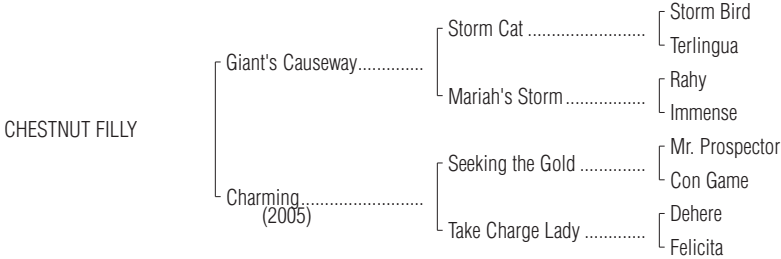 Storm Bird
Storm Cat ........................
Terlingua
Giant's Causeway..............
Rahy
Mariah's Storm.................
Immense
CHESTNUT FILLY
Mr. Prospector
Seeking the Gold ..............
Con Game
Charming..........................
(2005)
Dehere
Take Charge Lady .............
Felicita